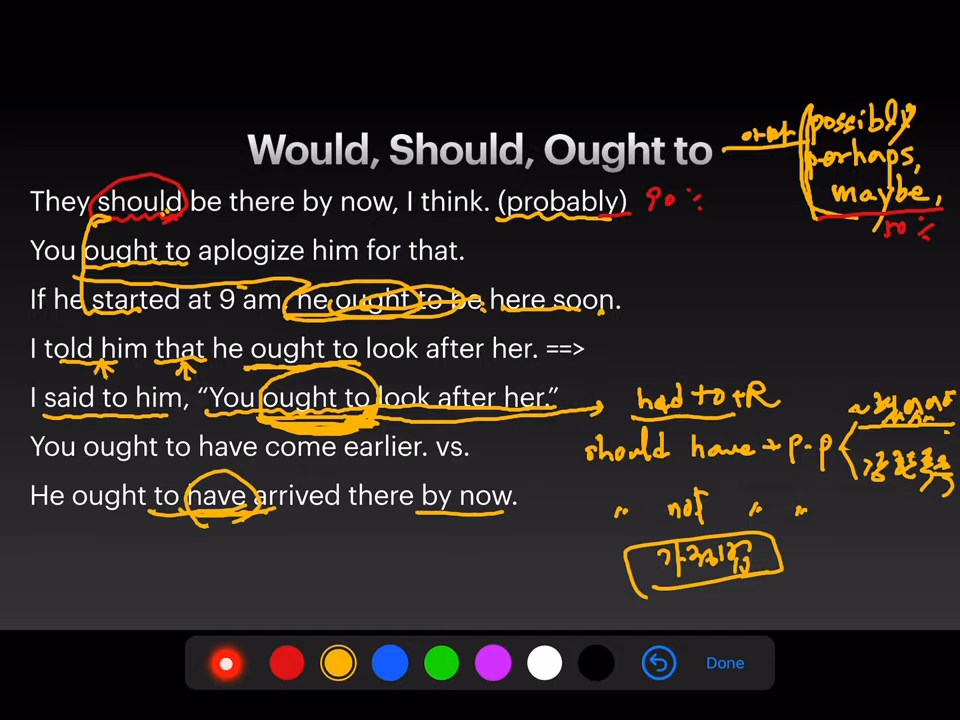 Would, Should, Ought to
possibly
perhaps,
maybe,
50%
They should be there by now, I think. (probably) 90%
You ought to aplogize him for that.
If he started at 9 am, he ought to be here soon.
I told him that he ought to look after her. ==>
I said to him, “You ought to look after her.”
had to +R
You ought to have come earlier. vs.
should have + p.p
He ought to have arrived there by now.
" not " "
Done